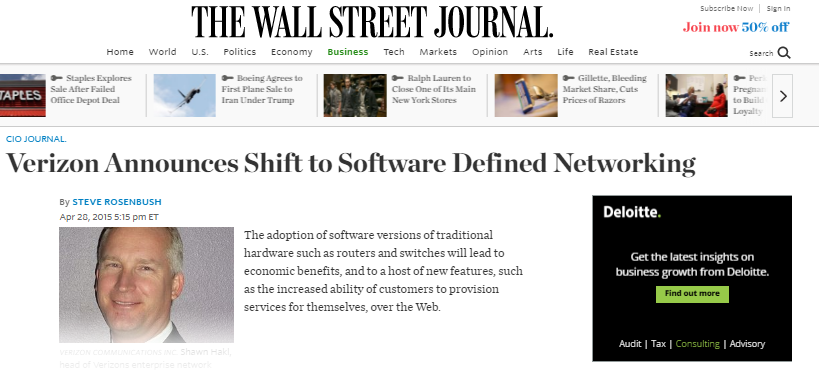 THE WALL STREET JOURNAL.
Subscribe Now | Sign In
Join now 50% off
Home World U.S. Politics Economy Business Tech Markets Opinion Arts Life Real Estate
Search
TAPLES
Staples Explores
Sale After Failed
Office Depot Deal
Boeing Agrees to
First Plane Sale to
Iran Under Trump
Ralph Lauren to
Close One of Its Main
New York Stores
Gillette, Bleeding
Market Share, Cuts
Prices of Razors
Pregnan
to Build
Loyalty
CIO JOURNAL.
Verizon Announces Shift to Software Defined Networking
By STEVE ROSENBUSH
Apr 28, 2015 5:15 pm ET
The adoption of software versions of traditional
hardware such as routers and switches will lead to
economic benefits, and to a host of new features, such
as the increased ability of customers to provision
services for themselves, over the Web.
VERIZON COMMUNICATIONS INC. Shawn Hakl,
head of Verizons enterprise network
Deloitte.
Get the latest insights on
business growth from Deloitte.
Find out more
Audit | Tax | Consulting | Advisory